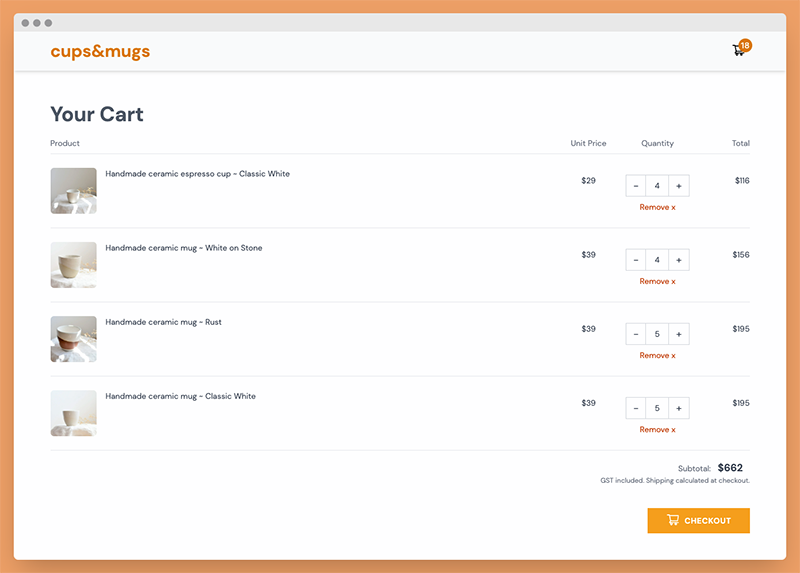 cups&mugs
18
Your Cart
Product Unit Price Quantity Total
Handmade ceramic espresso cup - Classic White $29 - 4 + $116
Remove x
Handmade ceramic mug - White on Stone $39 - 4 + $156
Remove x
Handmade ceramic mug - Rust $39 - 5 + $195
Remove x
Handmade ceramic mug - Classic White $39 - 5 + $195
Remove x
Subtotal: $662
GST included. Shipping calculated at checkout.
CHECKOUT